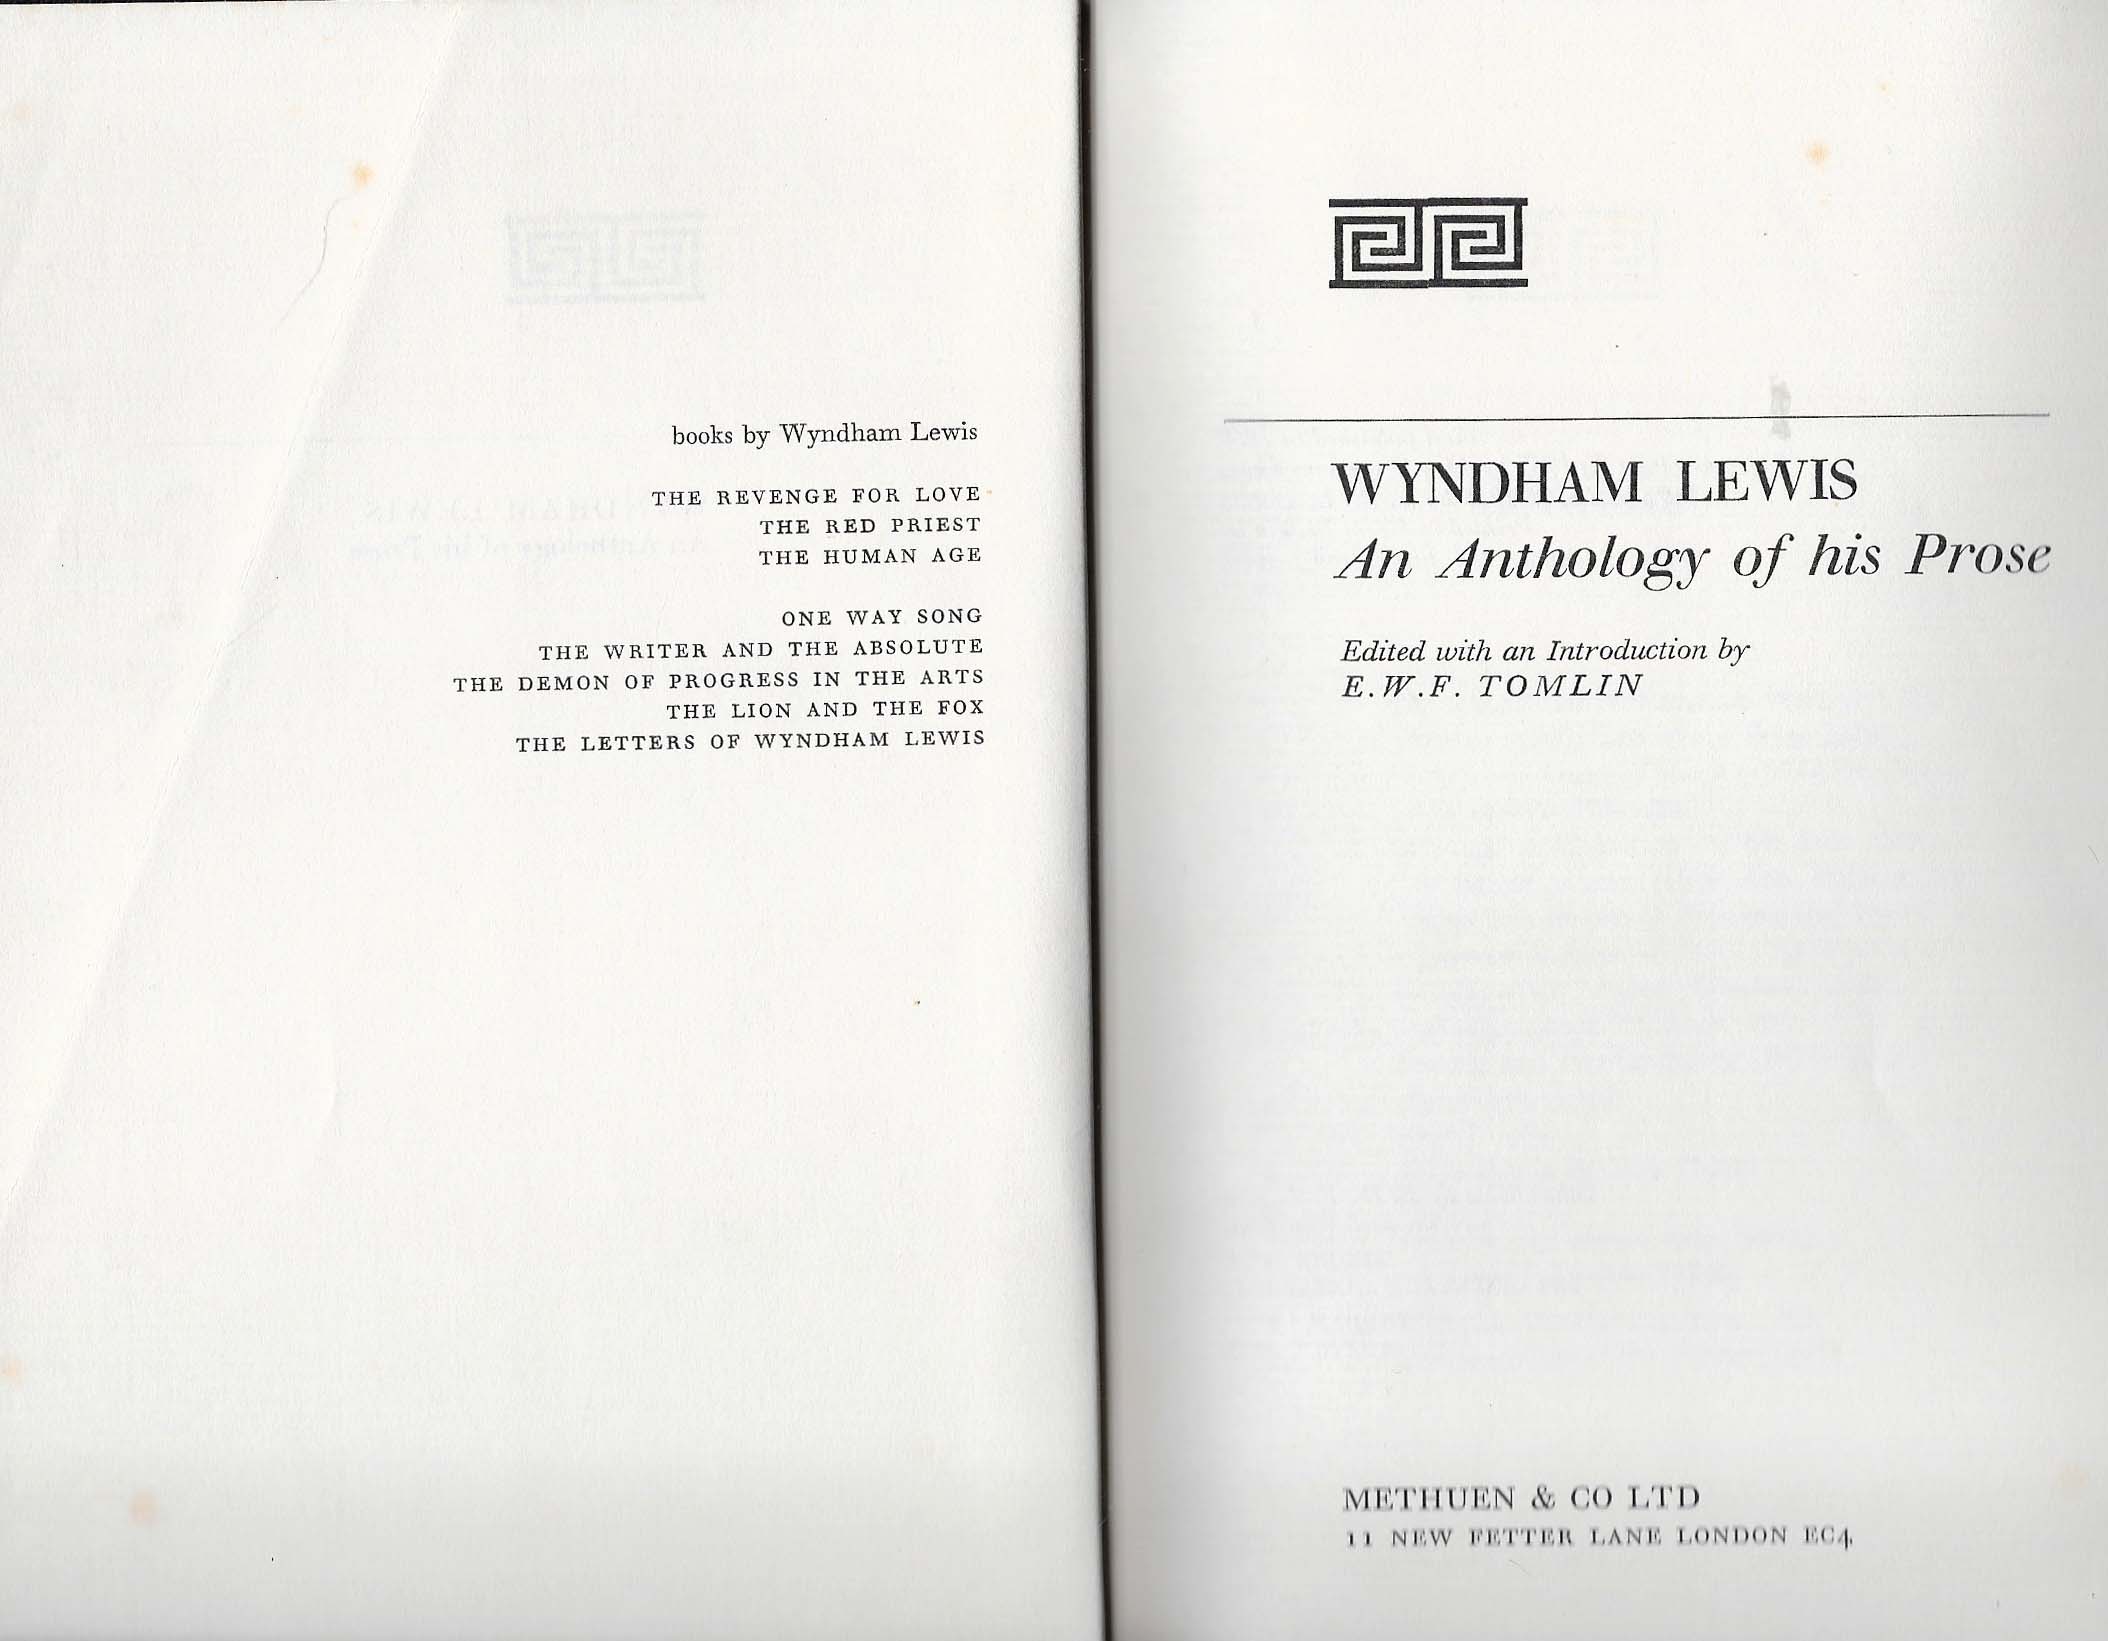 books by Wyndham Lewis
THE REVENGE FOR LOVE
THE RED PRIEST
THE HUMAN AGE
ONE WAY SONG
THE WRITER AND THE ABSOLUTE
THE DEMON OF PROGRESS IN THE ARTS
THE LION AND THE FOX
THE LETTERS OF WYNDHAM LEWIS
WYNDHAM LEWIS
An Anthology of his Prose
Edited with an Introduction by
E.W.F. TOMLIN
METHUEN & CO LTD
11 NEW FETTER LANE LONDON EC4